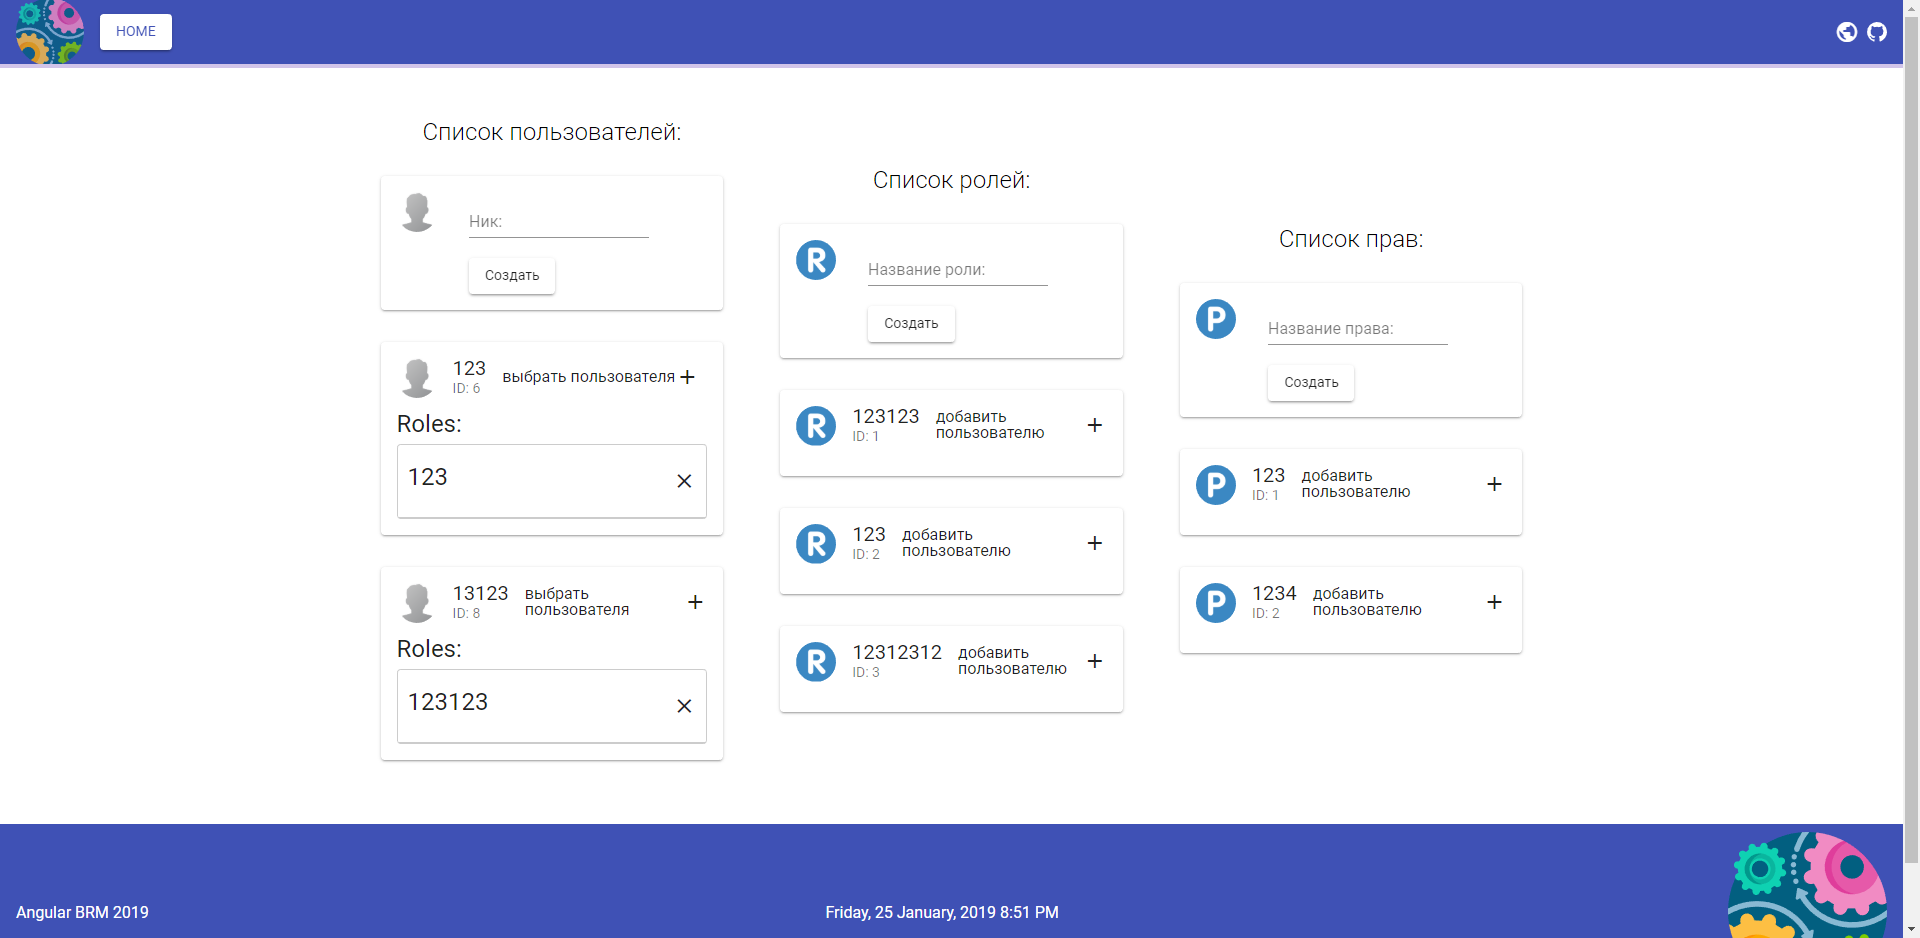 HOME
Список пользователей:
Ник:
Создать
123
ID: 6
выбрать пользователя
Roles:
123
13123
ID: 8
выбрать
пользователя
Roles:
123123
Список ролей:
R
Название роли:
Создать
R
123123
ID: 1
добавить
пользователю
R
123
ID: 2
добавить
пользователю
R
12312312
ID: 3
добавить
пользователю
Список прав:
P
Название права:
Создать
P
123
ID: 1
добавить
пользователю
P
1234
ID: 2
добавить
пользователю
Angular BRM 2019
Friday, 25 January, 2019 8:51 PM